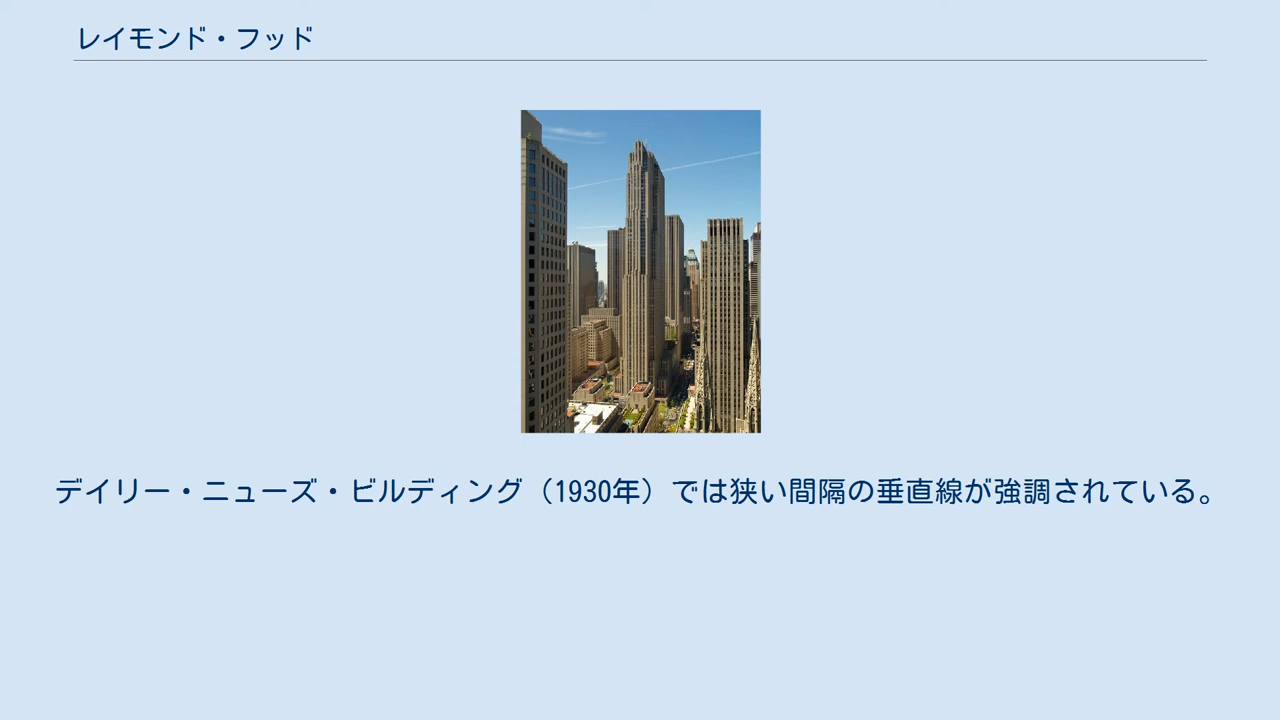 レイモンド・フッド
デイリー・ニューズ・ビルディング（1930年）では狭い間隔の垂直線が強調されている。